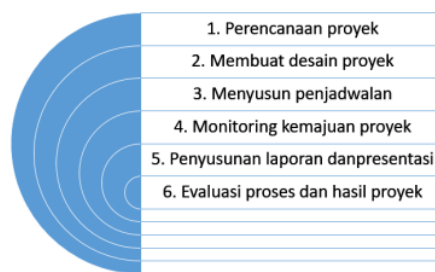 1. Perencanaan proyek
2. Membuat desain proyek
3. Menyusun penjadwalan
4. Monitoring kemajuan proyek
5. Penyusunan laporan danpresentasi
6. Evaluasi proses dan hasil proyek